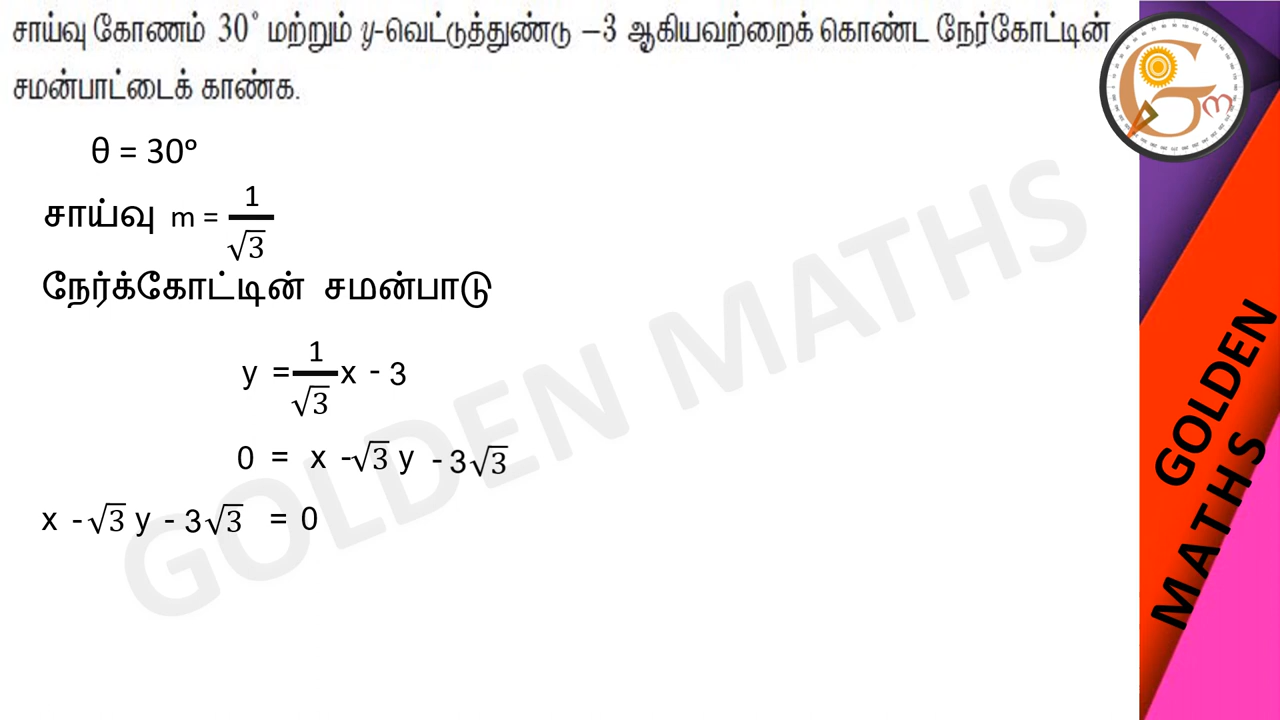 சாய்வு கோணம் 30° மற்றும் y-வெட்டுத்துண்டு −3 ஆகியவற்றைக் கொண்ட நேர்கோட்டின்
சமன்பாட்டைக் காண்க.
θ = 30°
சாய்வு m = 1/√3
நேர்க்கோட்டின் சமன்பாடு
y = 1/√3 x - 3
0 = x -√3 y - 3√3
x -√3 y - 3√3 = 0
GOLDEN MATHS
GOLDEN
MATHS
Gm